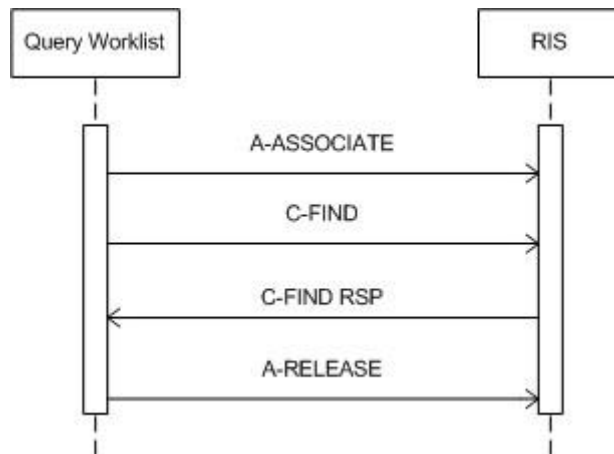 Query Worklist
RIS
A-ASSOCIATE
C-FIND
C-FIND RSP
A-RELEASE